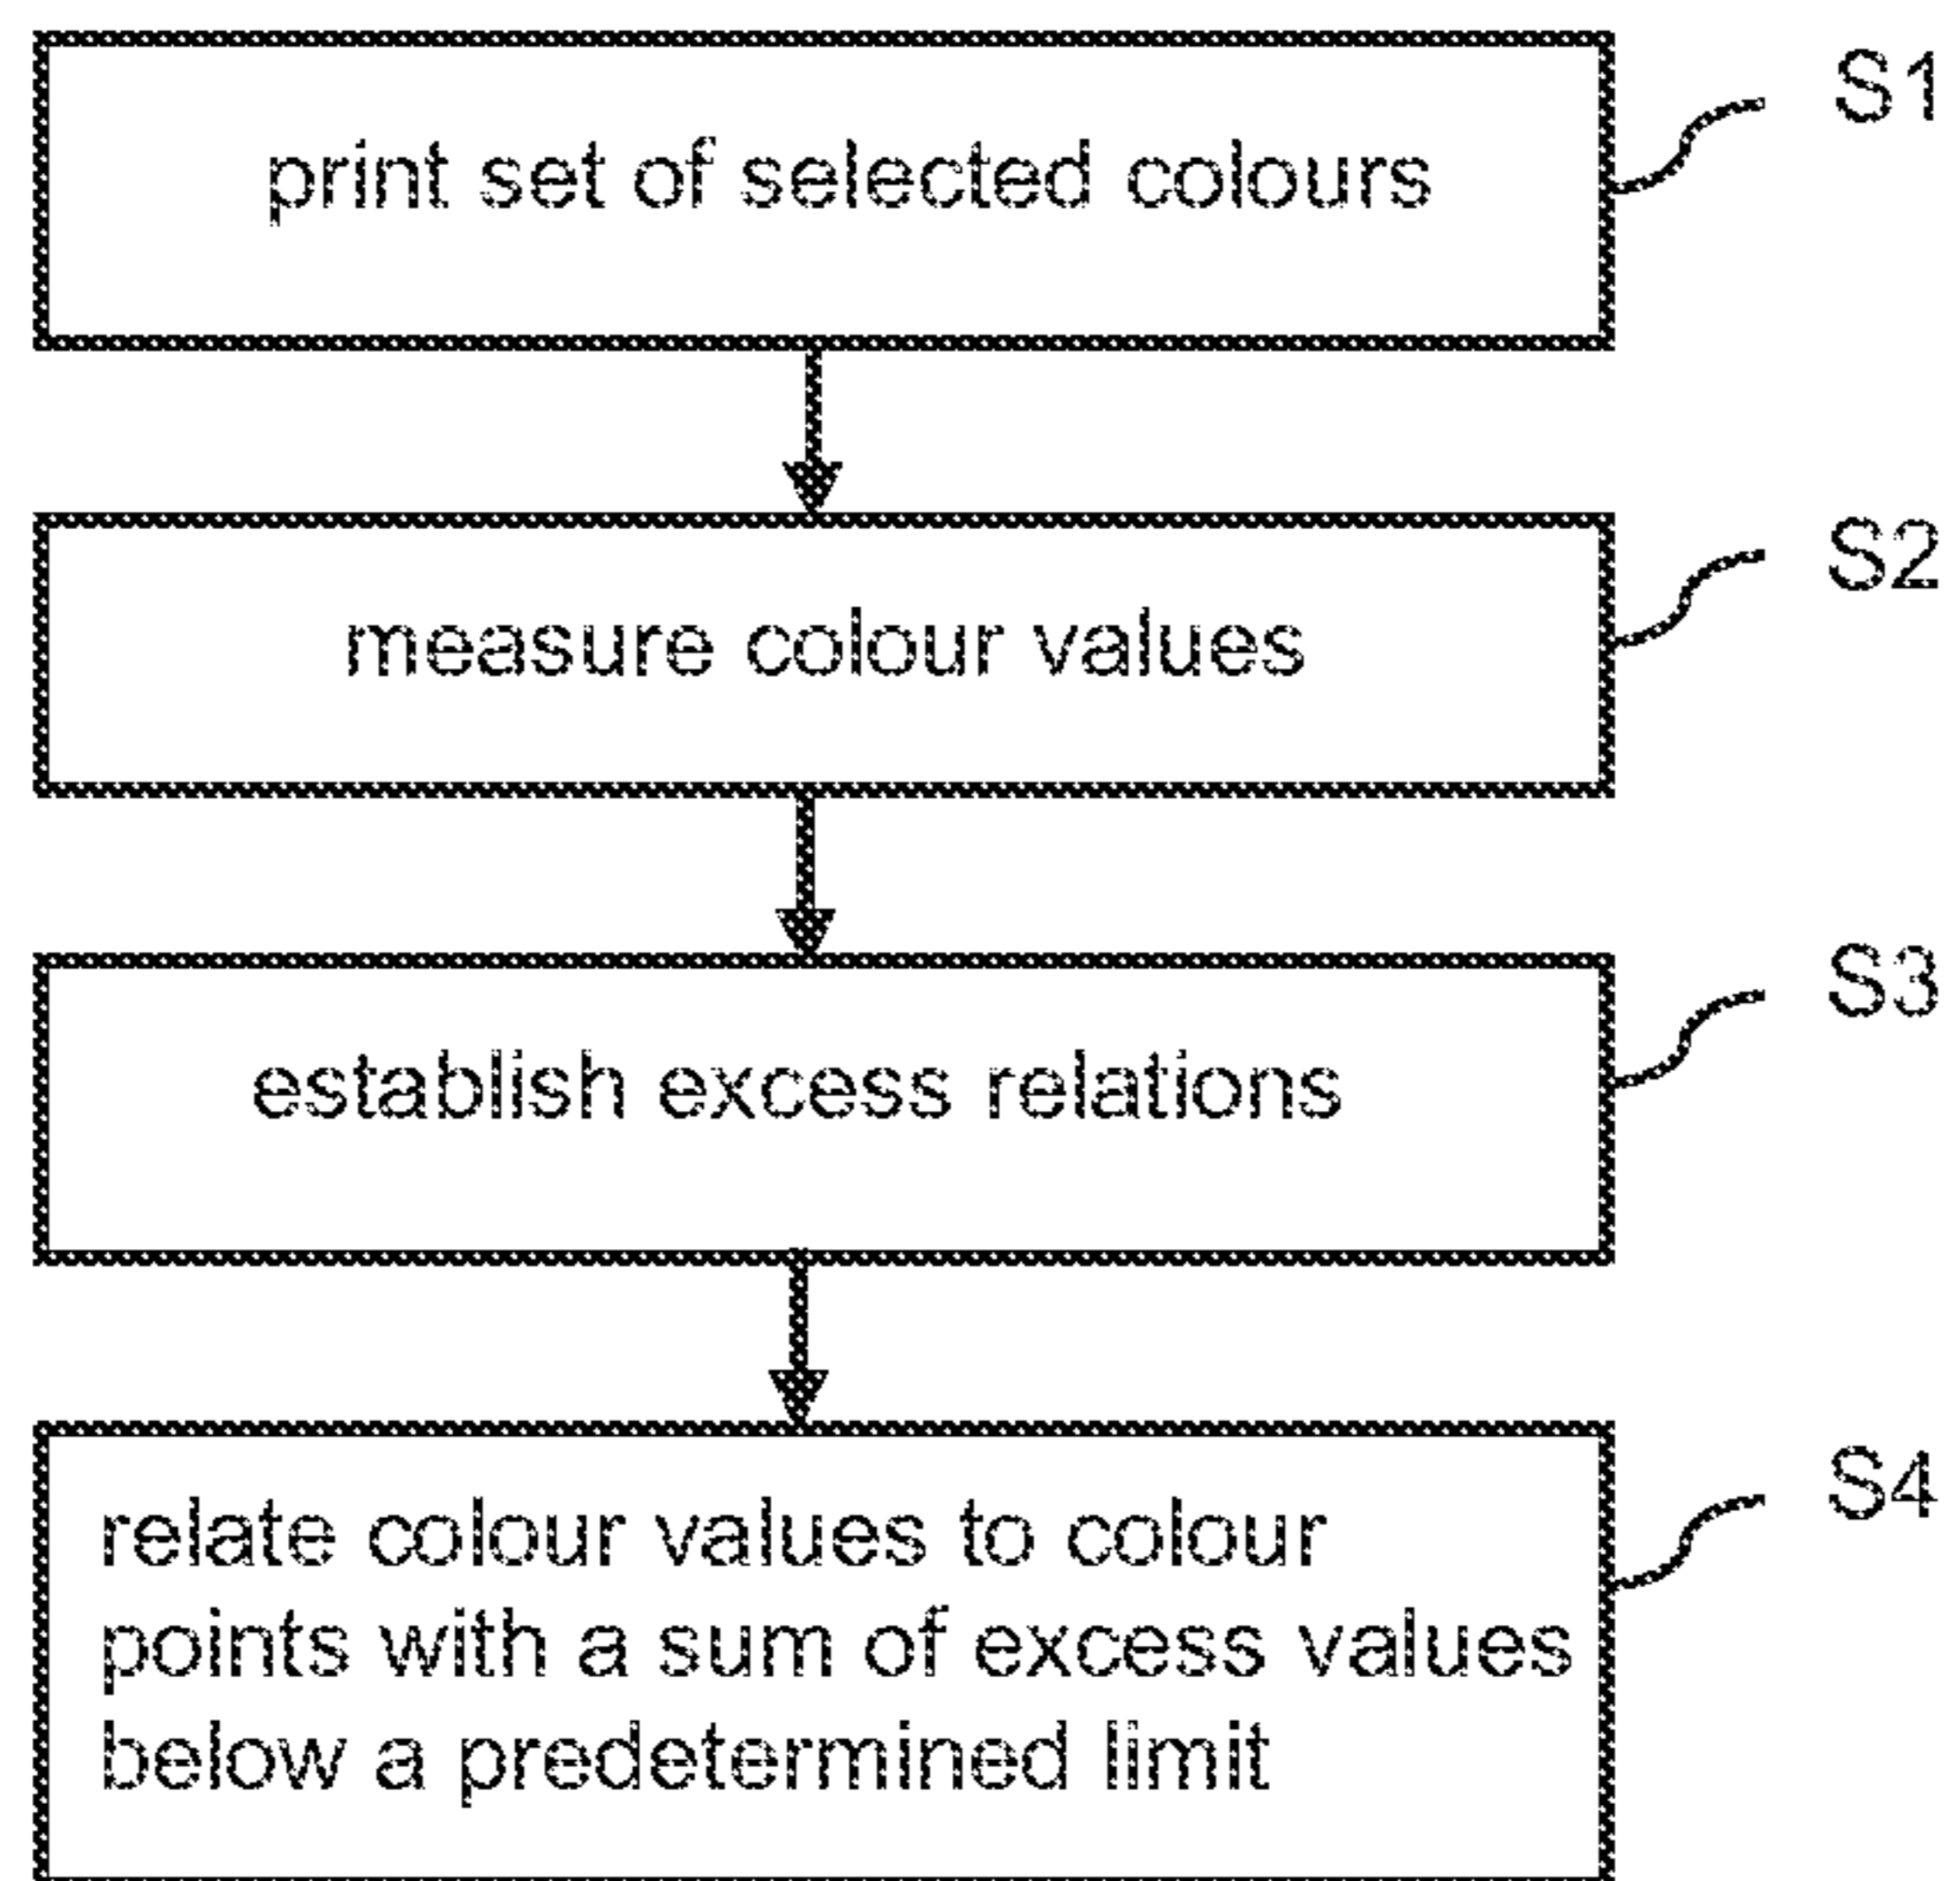 print set of selected colours
S1
measure colour values
S2
establish excess relations
S3
relate colour values to colour
points with a sum of excess values
below a predetermined limit
S4